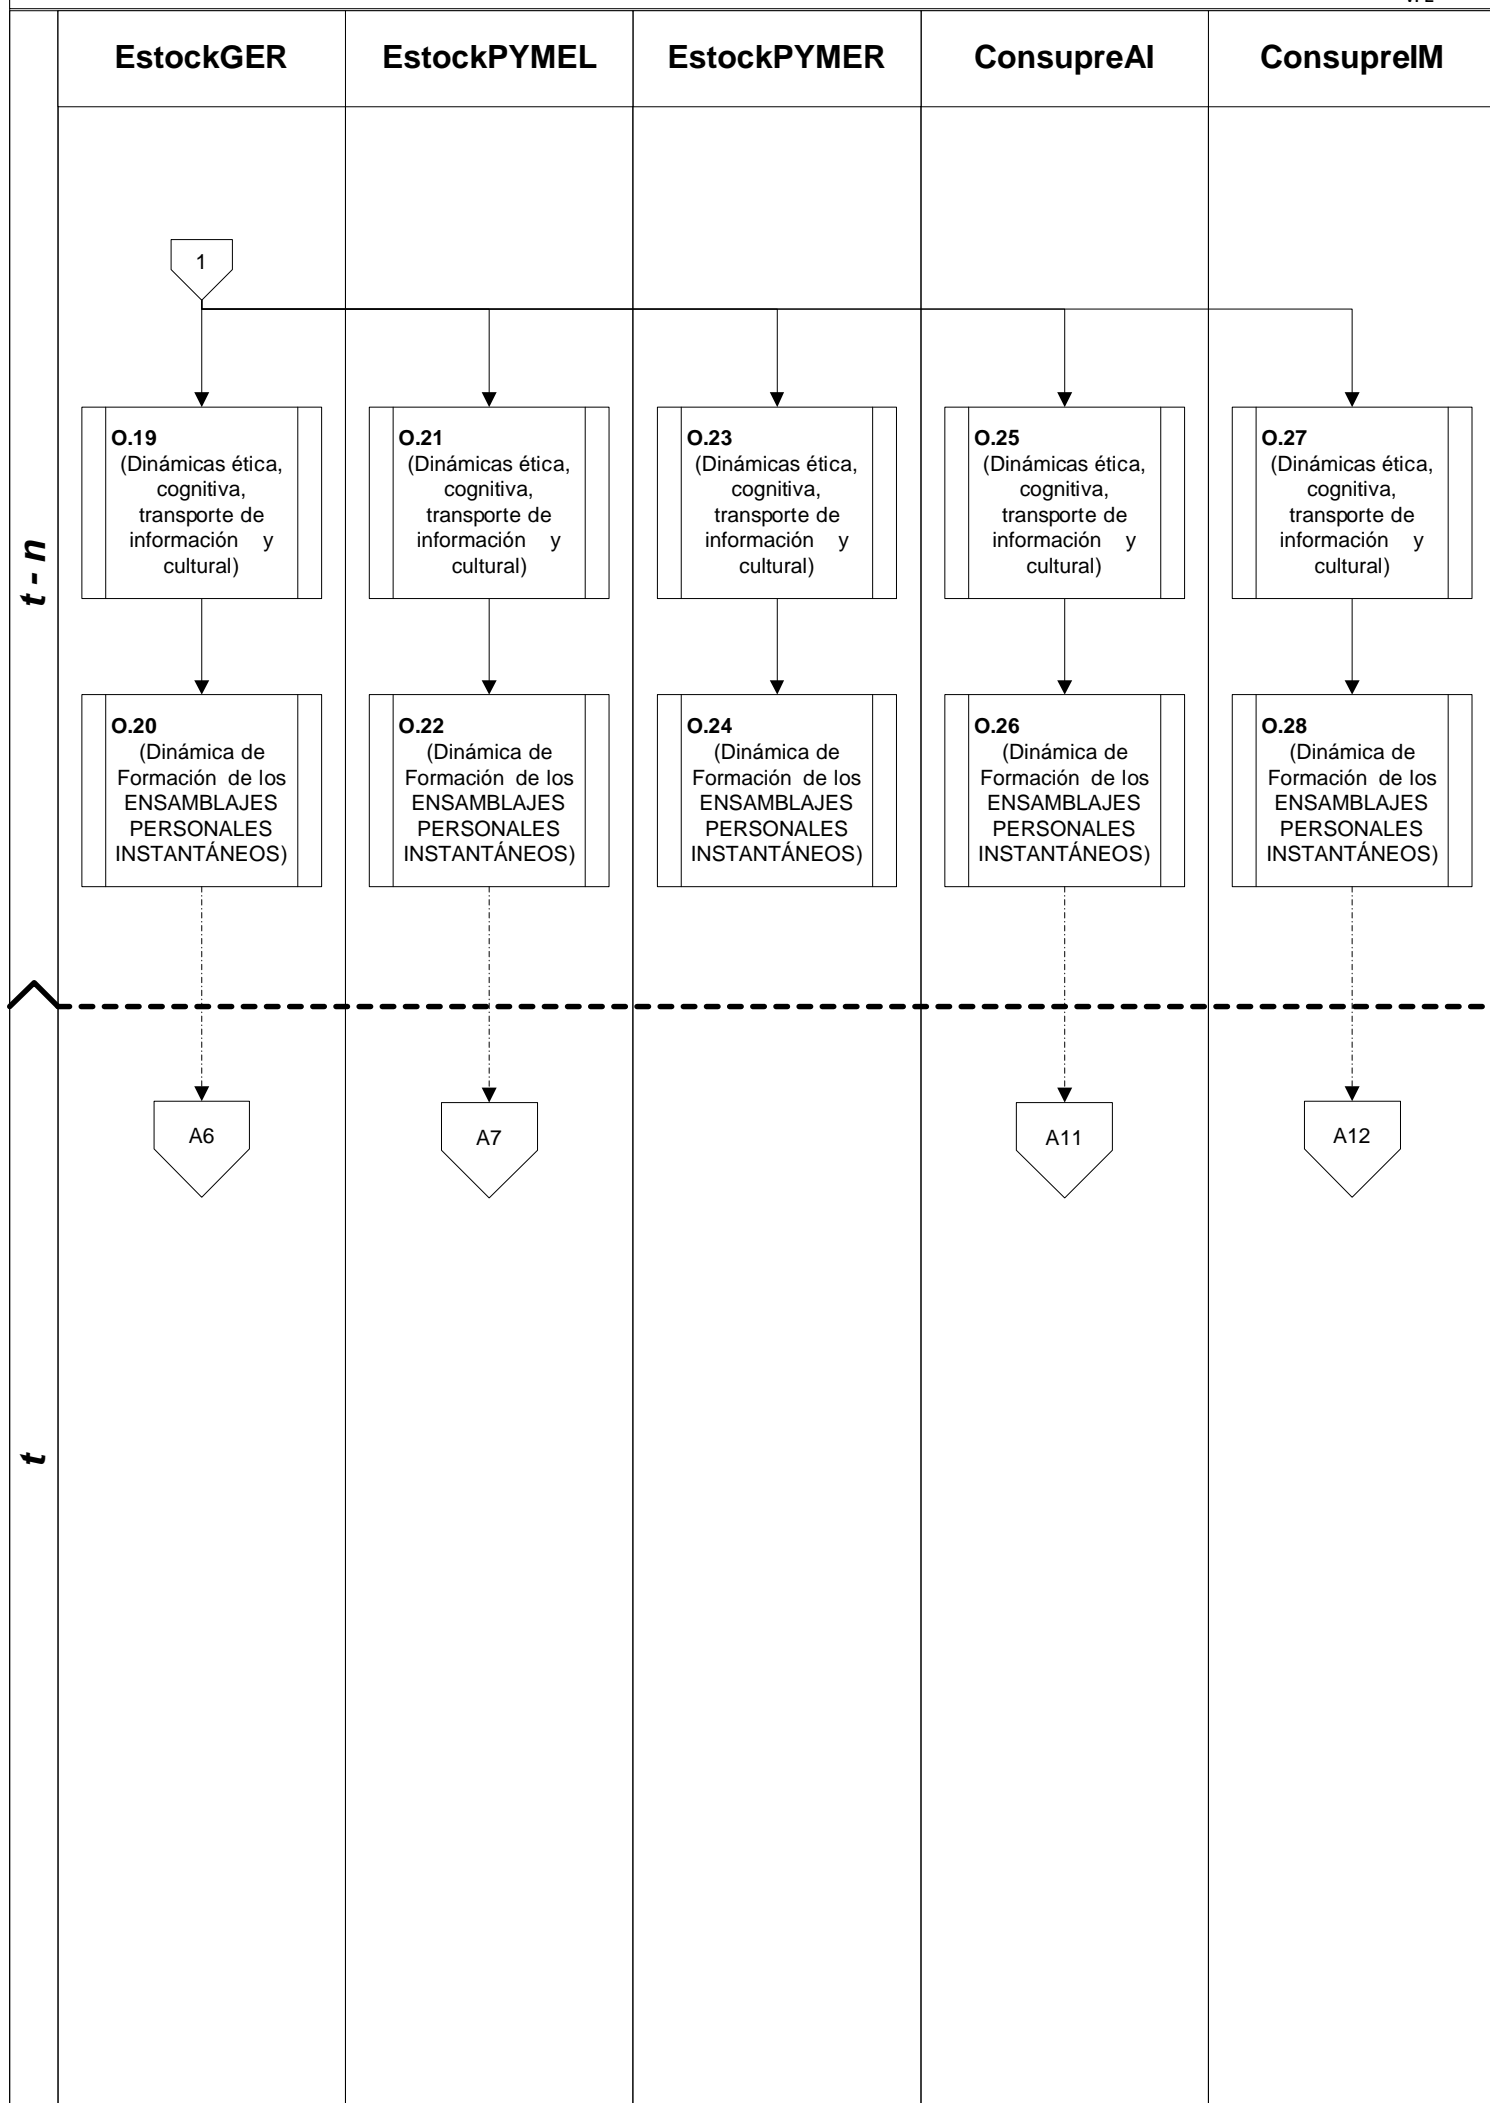 EstockGER
EstockPYMEL
EstockPYMER
ConsupreAI
ConsupreIM
1
t - n
O.19
(Dinámicas ética,
cognitiva,
transporte de
información y
cultural)
O.21
(Dinámicas ética,
cognitiva,
transporte de
información y
cultural)
O.23
(Dinámicas ética,
cognitiva,
transporte de
información y
cultural)
O.25
(Dinámicas ética,
cognitiva,
transporte de
información y
cultural)
O.27
(Dinámicas ética,
cognitiva,
transporte de
información y
cultural)
O.20
(Dinámica de
Formación de los
ENSAMBLAJES
PERSONALES
INSTANTÁNEOS)
O.22
(Dinámica de
Formación de los
ENSAMBLAJES
PERSONALES
INSTANTÁNEOS)
O.24
(Dinámica de
Formación de los
ENSAMBLAJES
PERSONALES
INSTANTÁNEOS)
O.26
(Dinámica de
Formación de los
ENSAMBLAJES
PERSONALES
INSTANTÁNEOS)
O.28
(Dinámica de
Formación de los
ENSAMBLAJES
PERSONALES
INSTANTÁNEOS)
A6
A7
A11
A12
t